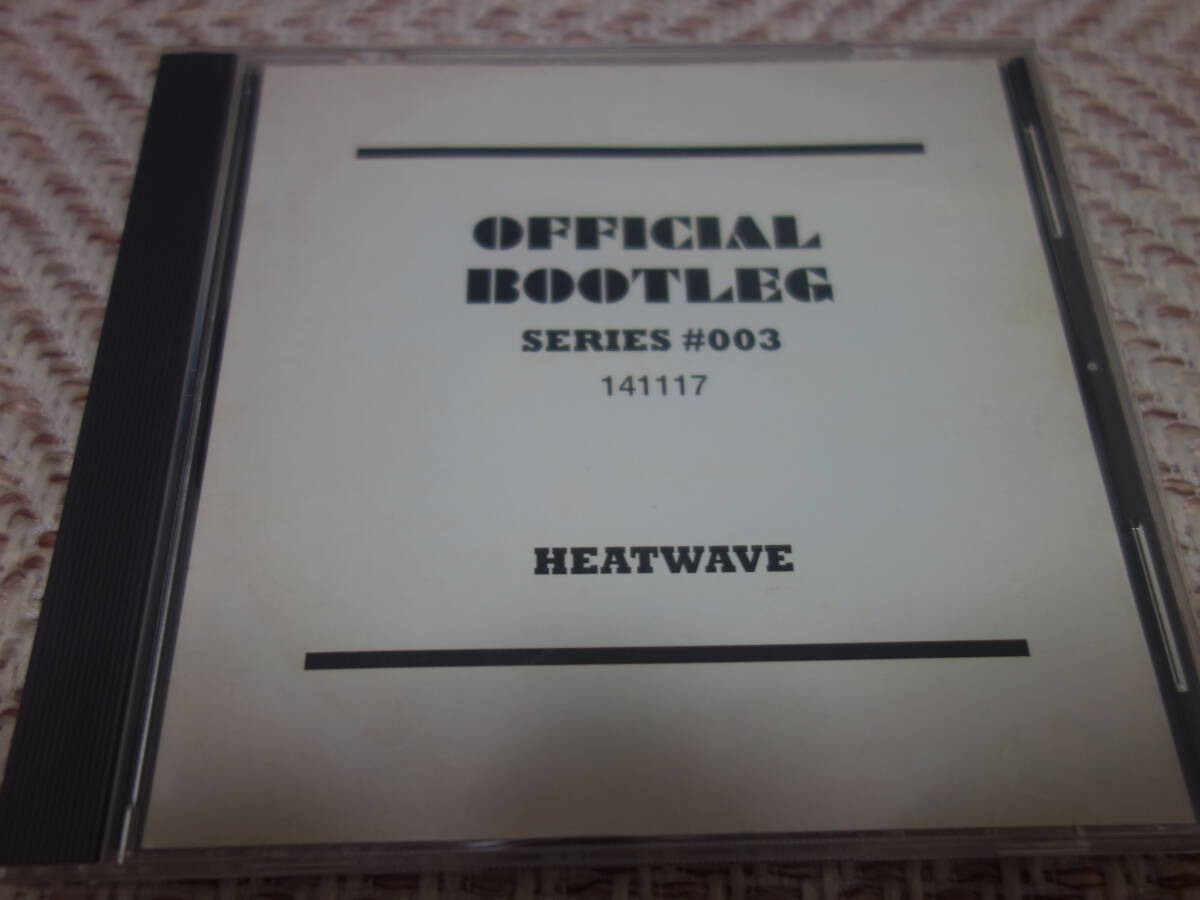 OFFICIAL
BOOTLEG
SERIES #003
141117
HEATWAVE